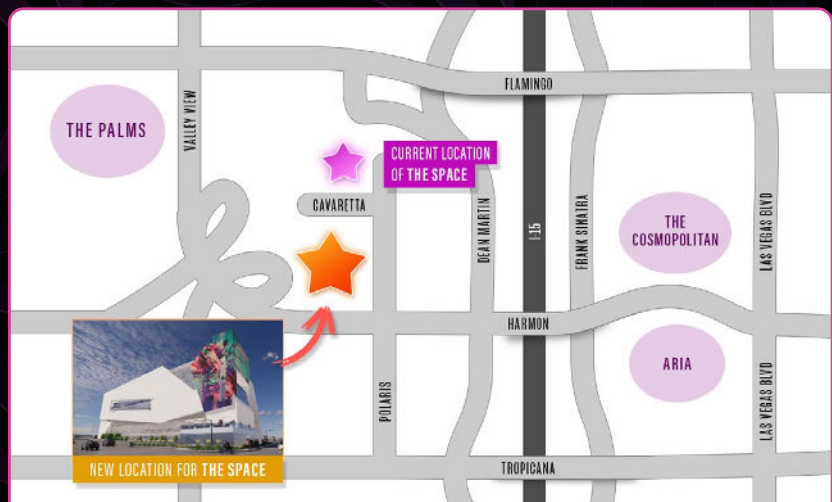 FLAMINGO
VALLEY VIEW
THE PALMS
CURRENT LOCATION
OF THE SPACE
CAVARETTA
DEAN MARTIN
I-15
FRANK SINATRA
THE
COSMOPOLITAN
LAS VEGAS BLVD
HARMON
ARIA
POLARIS
LAS VEGAS BLVD
NEW LOCATION FOR THE SPACE
TROPICANA